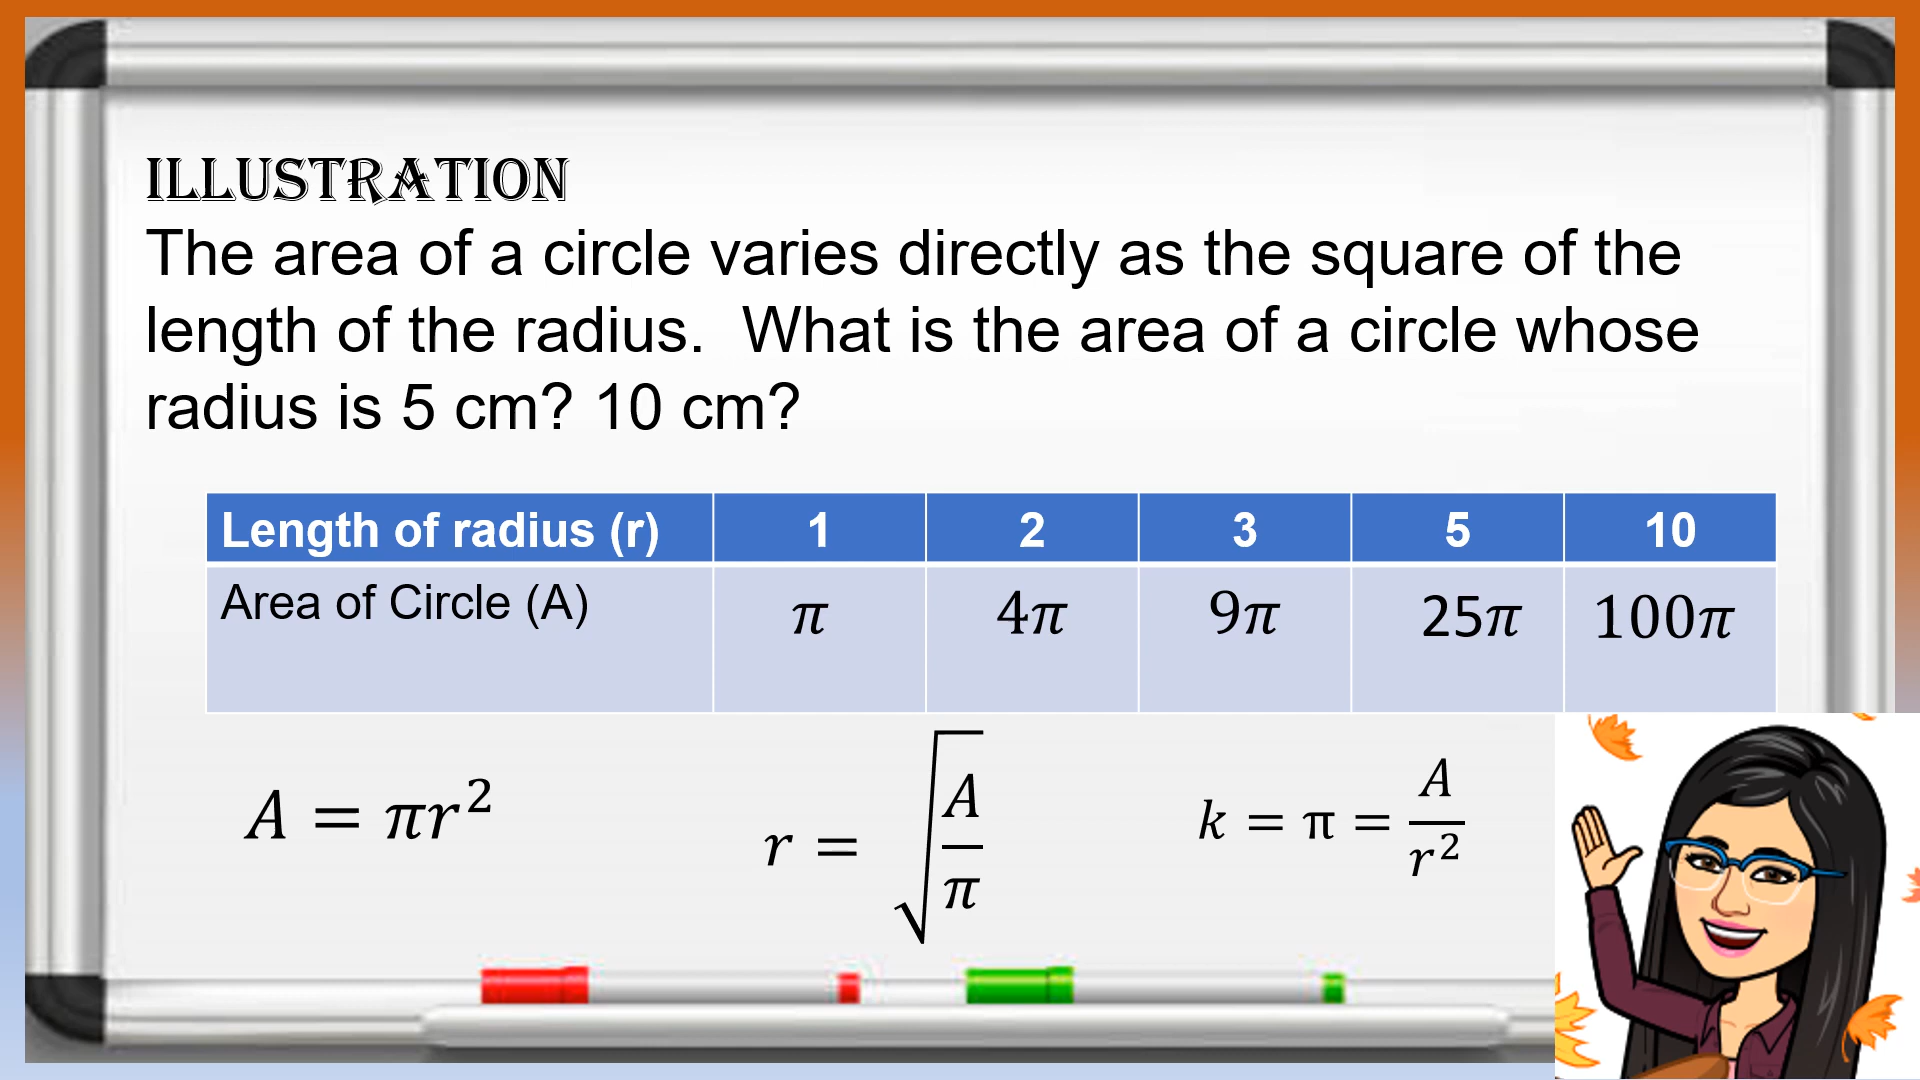 ILLUSTRATION
The area of a circle varies directly as the square of the
length of the radius.  What is the area of a circle whose
radius is 5 cm? 10 cm?
Length of radius (r) 1 2 3 5 10
Area of Circle (A) 𝜋 4𝜋 9𝜋 25𝜋 100𝜋
A = 𝜋r²
r = √(A/𝜋)
k = π = A/r²